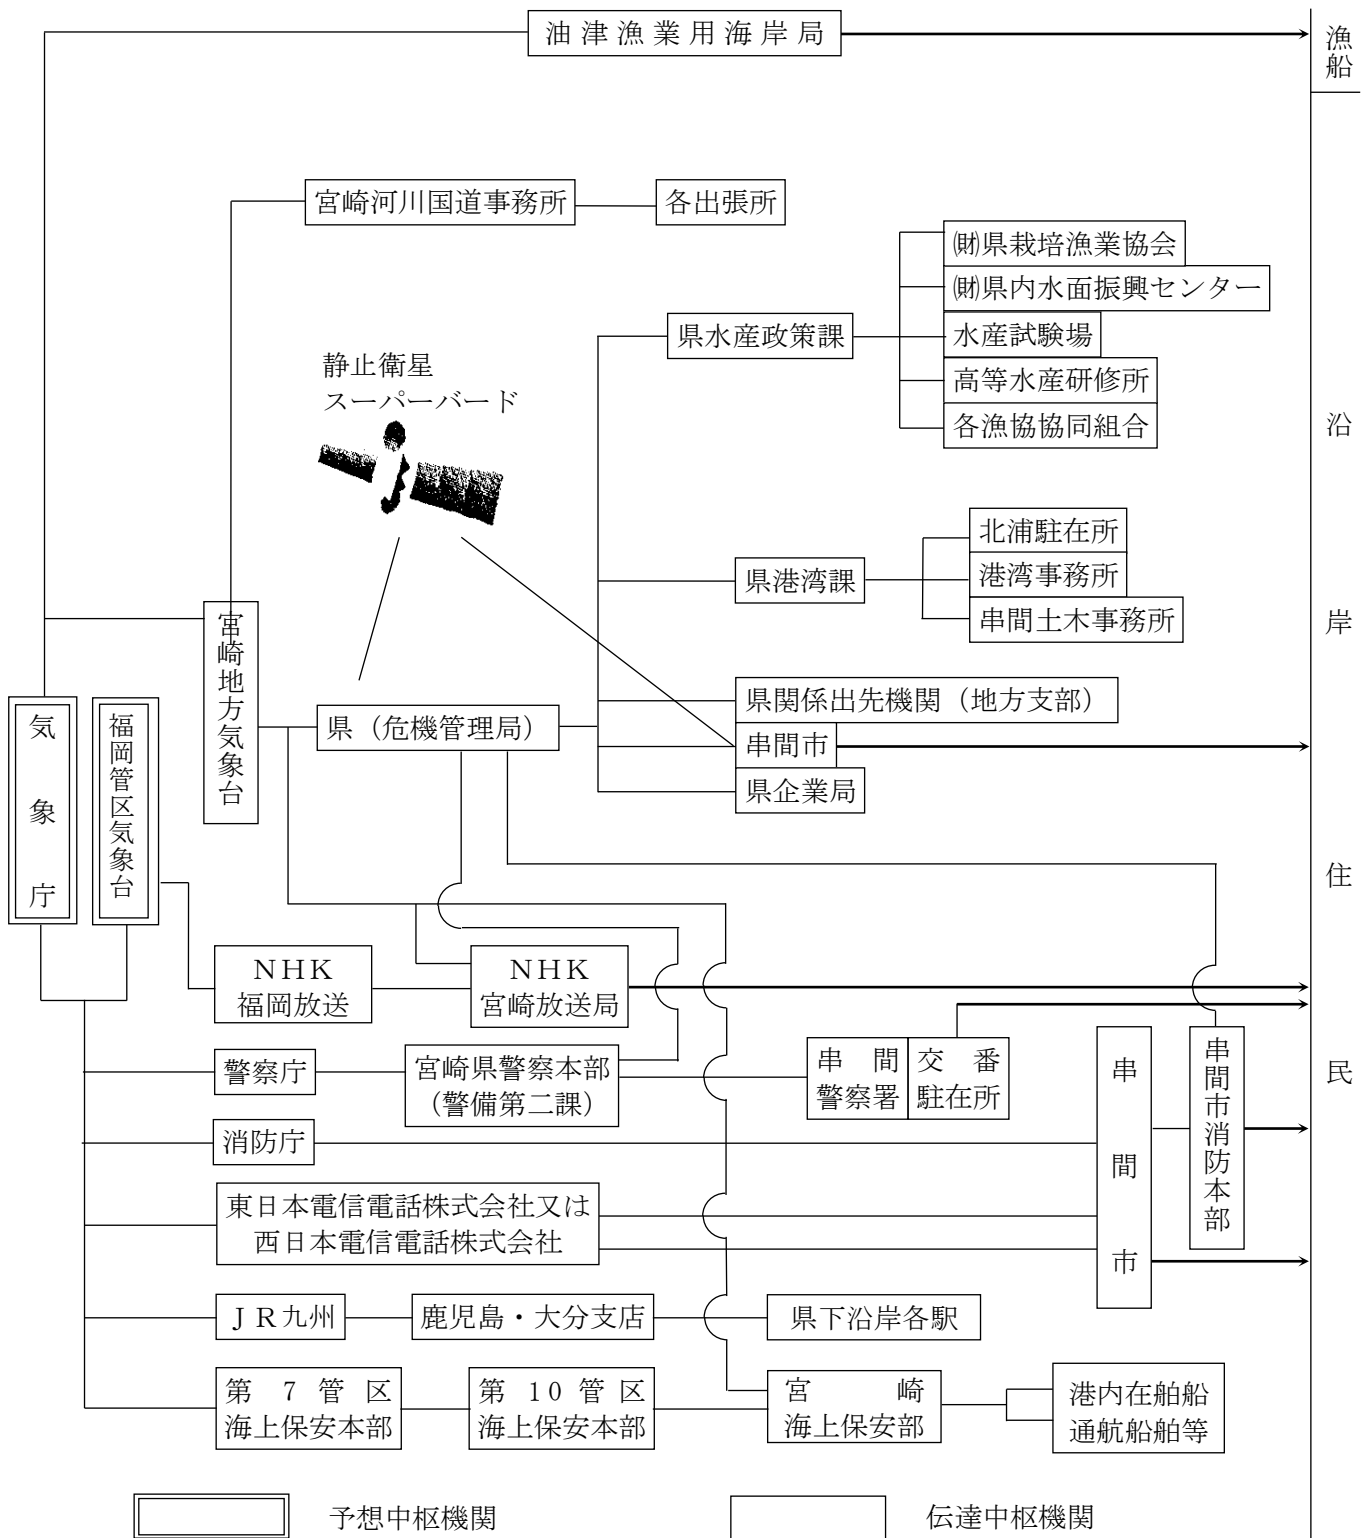 油津漁業用海岸局
漁船
宮崎河川国道事務所
各出張所
㈶県栽培漁業協会
㈶県内水面振興センター
県水産政策課
水産試験場
高等水産研修所
各漁協協同組合
静止衛星
スーパーバード
沿岸住民
北浦駐在所
県港湾課
港湾事務所
串間土木事務所
宮崎地方気象台
気象庁
福岡管区気象台
県関係出先機関（地方支部）
県（危機管理局）
串間市
県企業局
NHK
福岡放送
NHK
宮崎放送局
警察庁
宮崎県警察本部
（警備第二課）
串間
警察署
交番
駐在所
串間市
串間市消防本部
消防庁
東日本電信電話株式会社又は
西日本電信電話株式会社
ＪＲ九州
鹿児島・大分支店
県下沿岸各駅
第7管区
海上保安本部
第10管区
海上保安本部
宮崎
海上保安部
港内在舶船
通航船舶等
予想中枢機関
伝達中枢機関